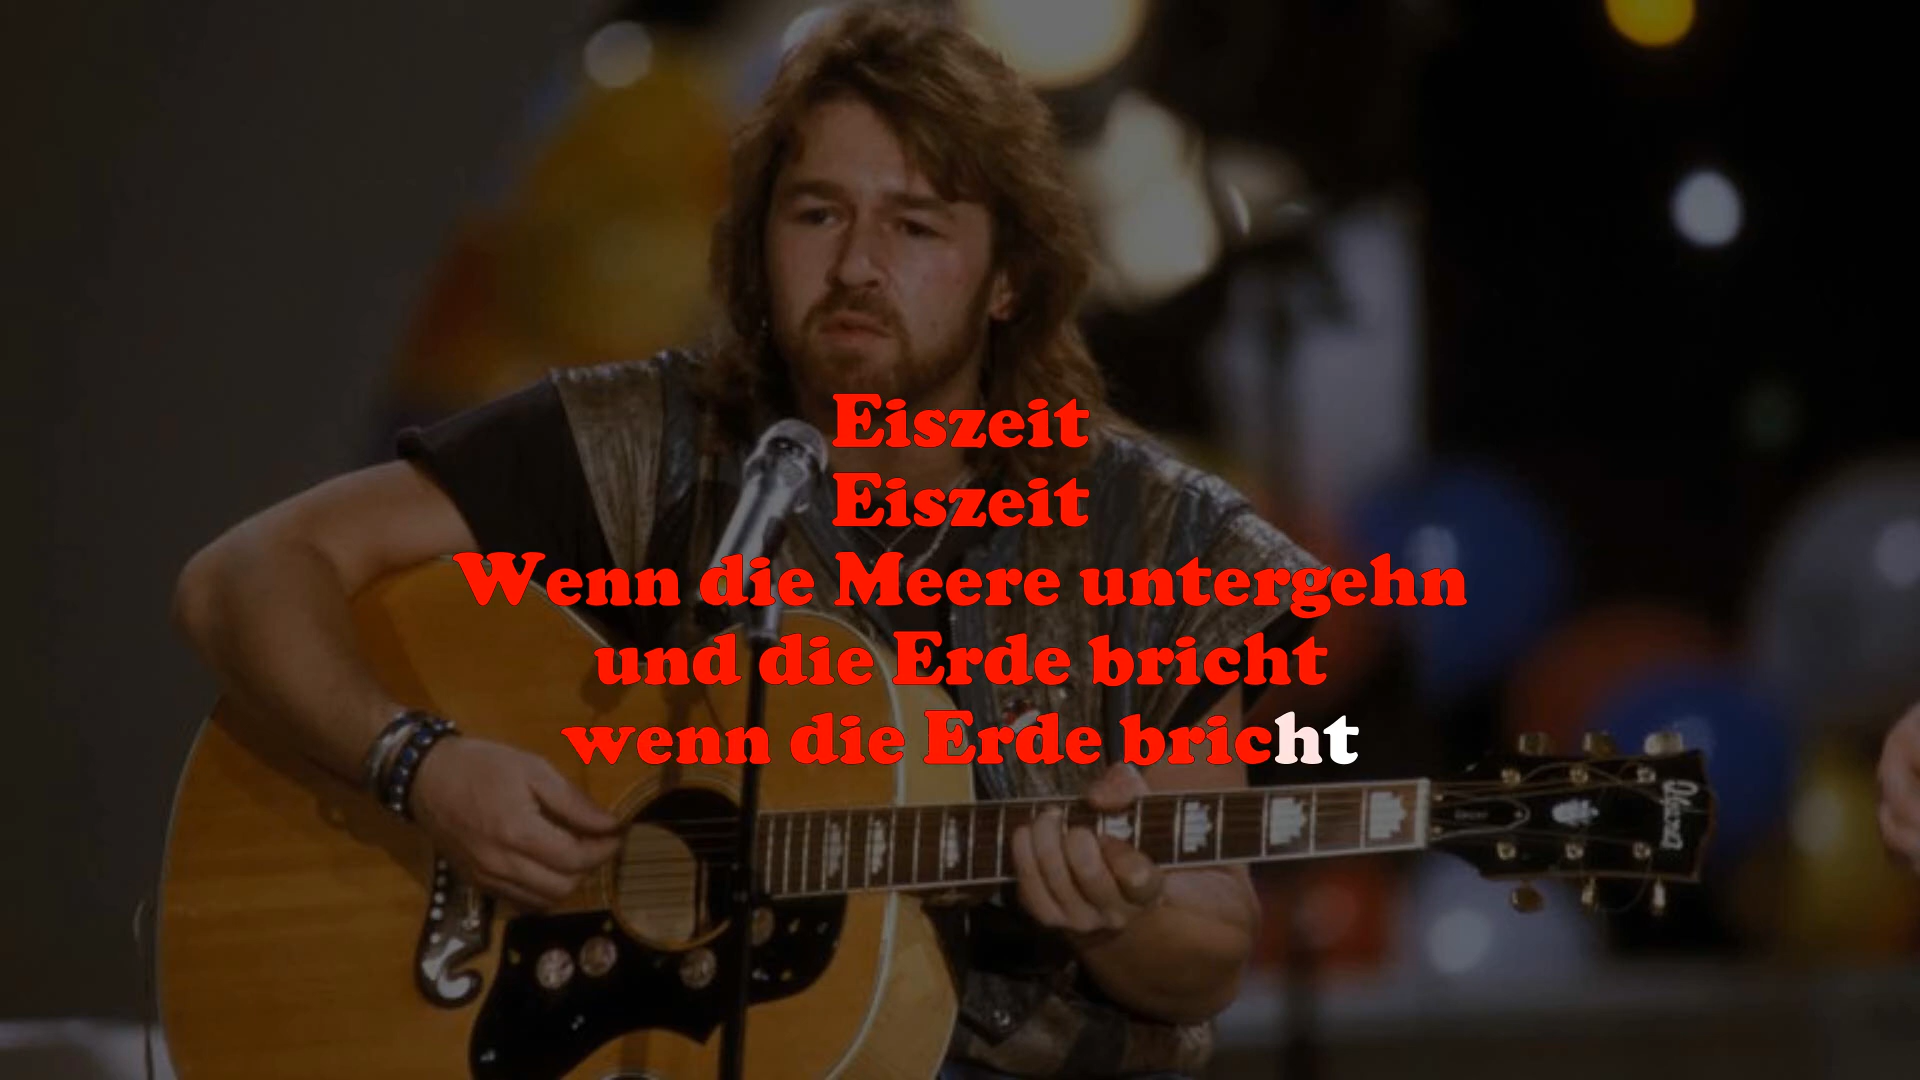 Eiszeit
Eiszeit
Wenn die Meere untergehn
und die Erde bricht
wenn die Erde bricht